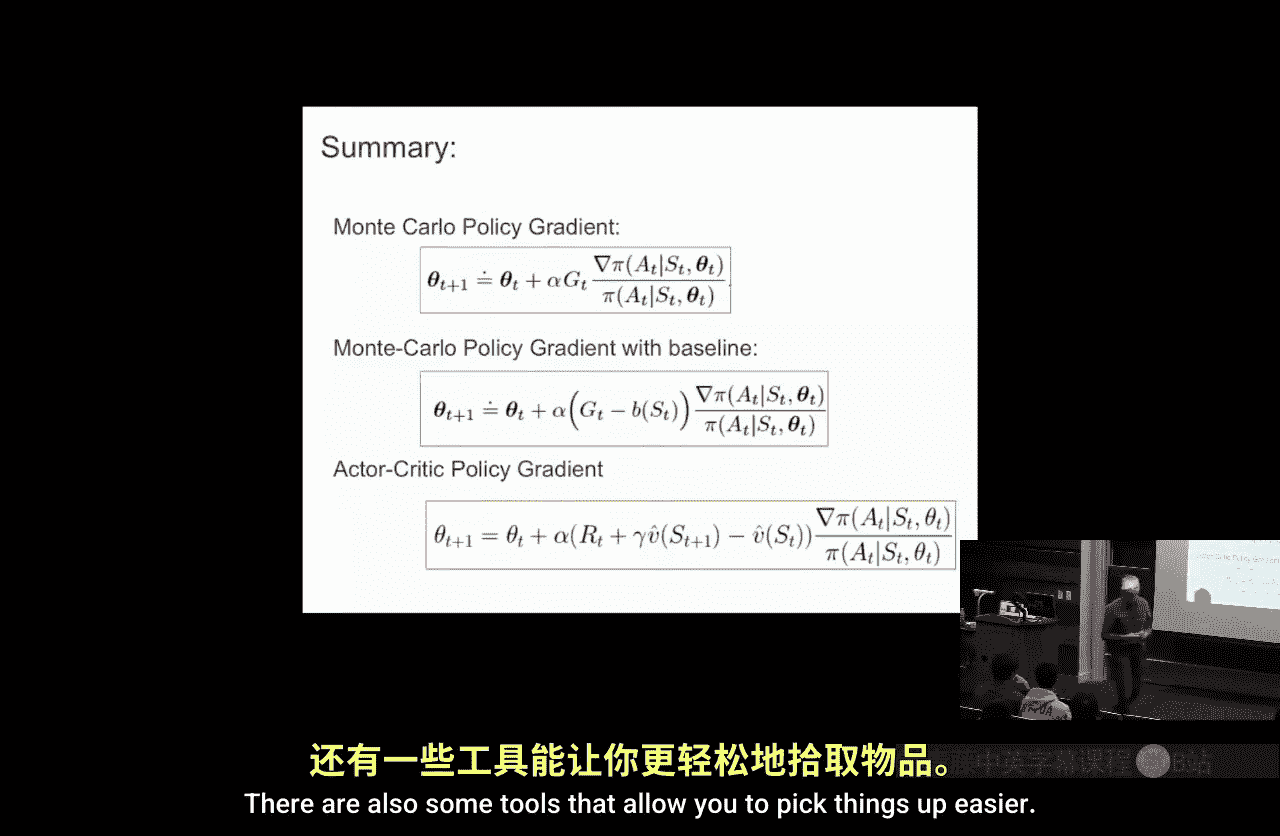 Summary:
Monte Carlo Policy Gradient:
θ_{t+1} ≐ θ_t + αG_t ∇π(A_t|S_t, θ_t) / π(A_t|S_t, θ_t)
Monte-Carlo Policy Gradient with baseline:
θ_{t+1} ≐ θ_t + α(G_t − b(S_t)) ∇π(A_t|S_t, θ_t) / π(A_t|S_t, θ_t)
Actor-Critic Policy Gradient
θ_{t+1} = θ_t + α(R_t + γv̂(S_{t+1}) − v̂(S_t)) ∇π(A_t|S_t, θ_t) / π(A_t|S_t, θ_t)
还有一些工具能让你更轻松地拾取物品。
There are also some tools that allow you to pick things up easier.